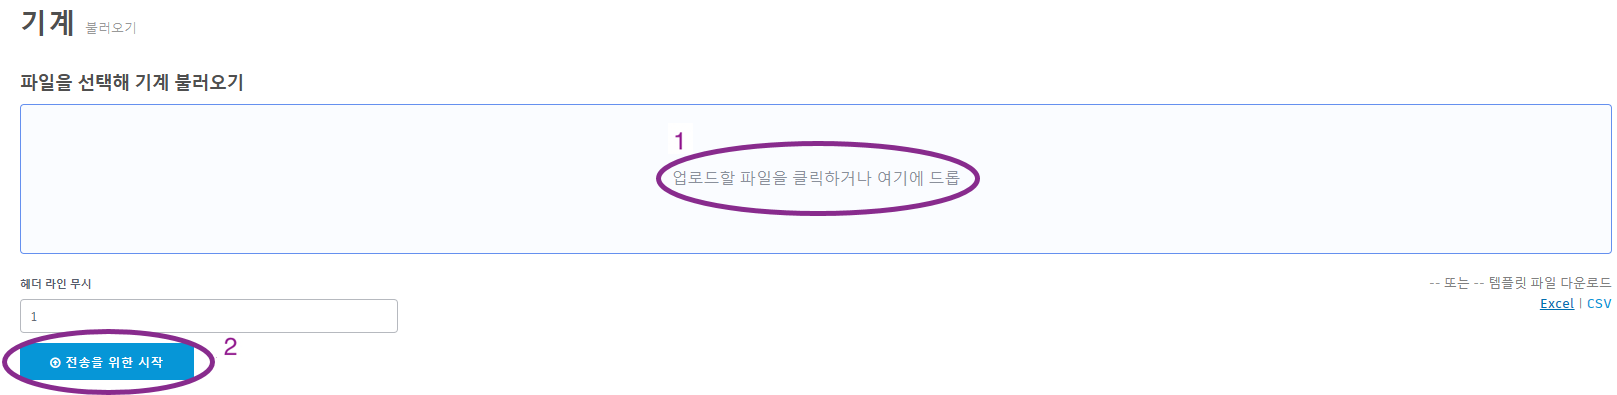 기계 불러오기
파일을 선택해 기계 불러오기
1
업로드할 파일을 클릭하거나 여기에 드롭
헤더 라인 무시
-- 또는 -- 템플릿 파일 다운로드
Excel | CSV
1
전송을 위한 시작
2